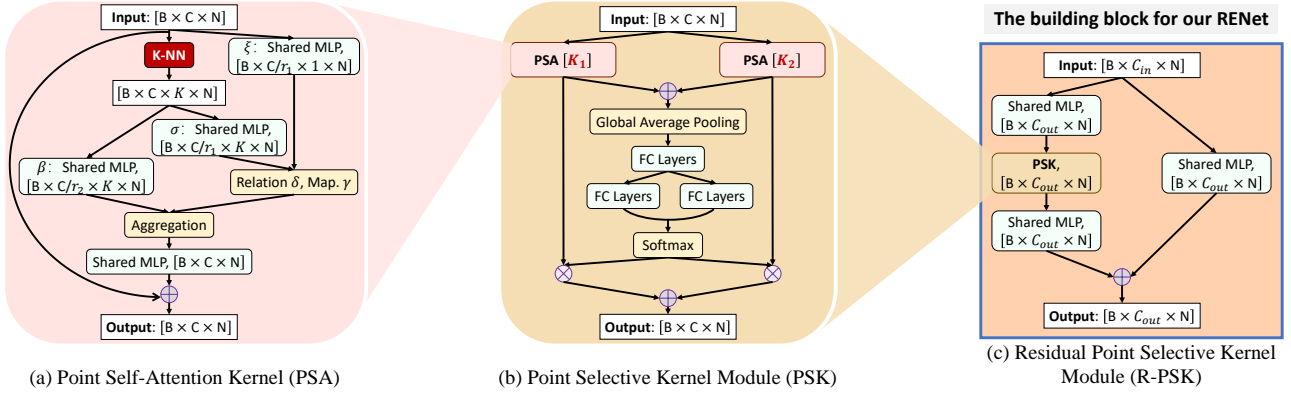 Input: [B × C × N]
K-NN
ξ: Shared MLP,
[B × C/r₁ × 1 × N]
[B × C × K × N]
σ: Shared MLP,
[B × C/r₁ × K × N]
β: Shared MLP,
[B × C/r₂ × K × N]
Relation δ, Map. γ
Aggregation
Shared MLP, [B × C × N]
Output: [B × C × N]
(a) Point Self-Attention Kernel (PSA)
Input: [B × C × N]
PSA [K₁]
PSA [K₂]
Global Average Pooling
FC Layers
FC Layers
FC Layers
Softmax
Output: [B × C × N]
(b) Point Selective Kernel Module (PSK)
The building block for our RENet
Input: [B × C_in × N]
Shared MLP,
[B × C_out × N]
PSK,
[B × C_out × N]
Shared MLP,
[B × C_out × N]
Shared MLP,
[B × C_out × N]
Output: [B × C_out × N]
(c) Residual Point Selective Kernel
Module (R-PSK)